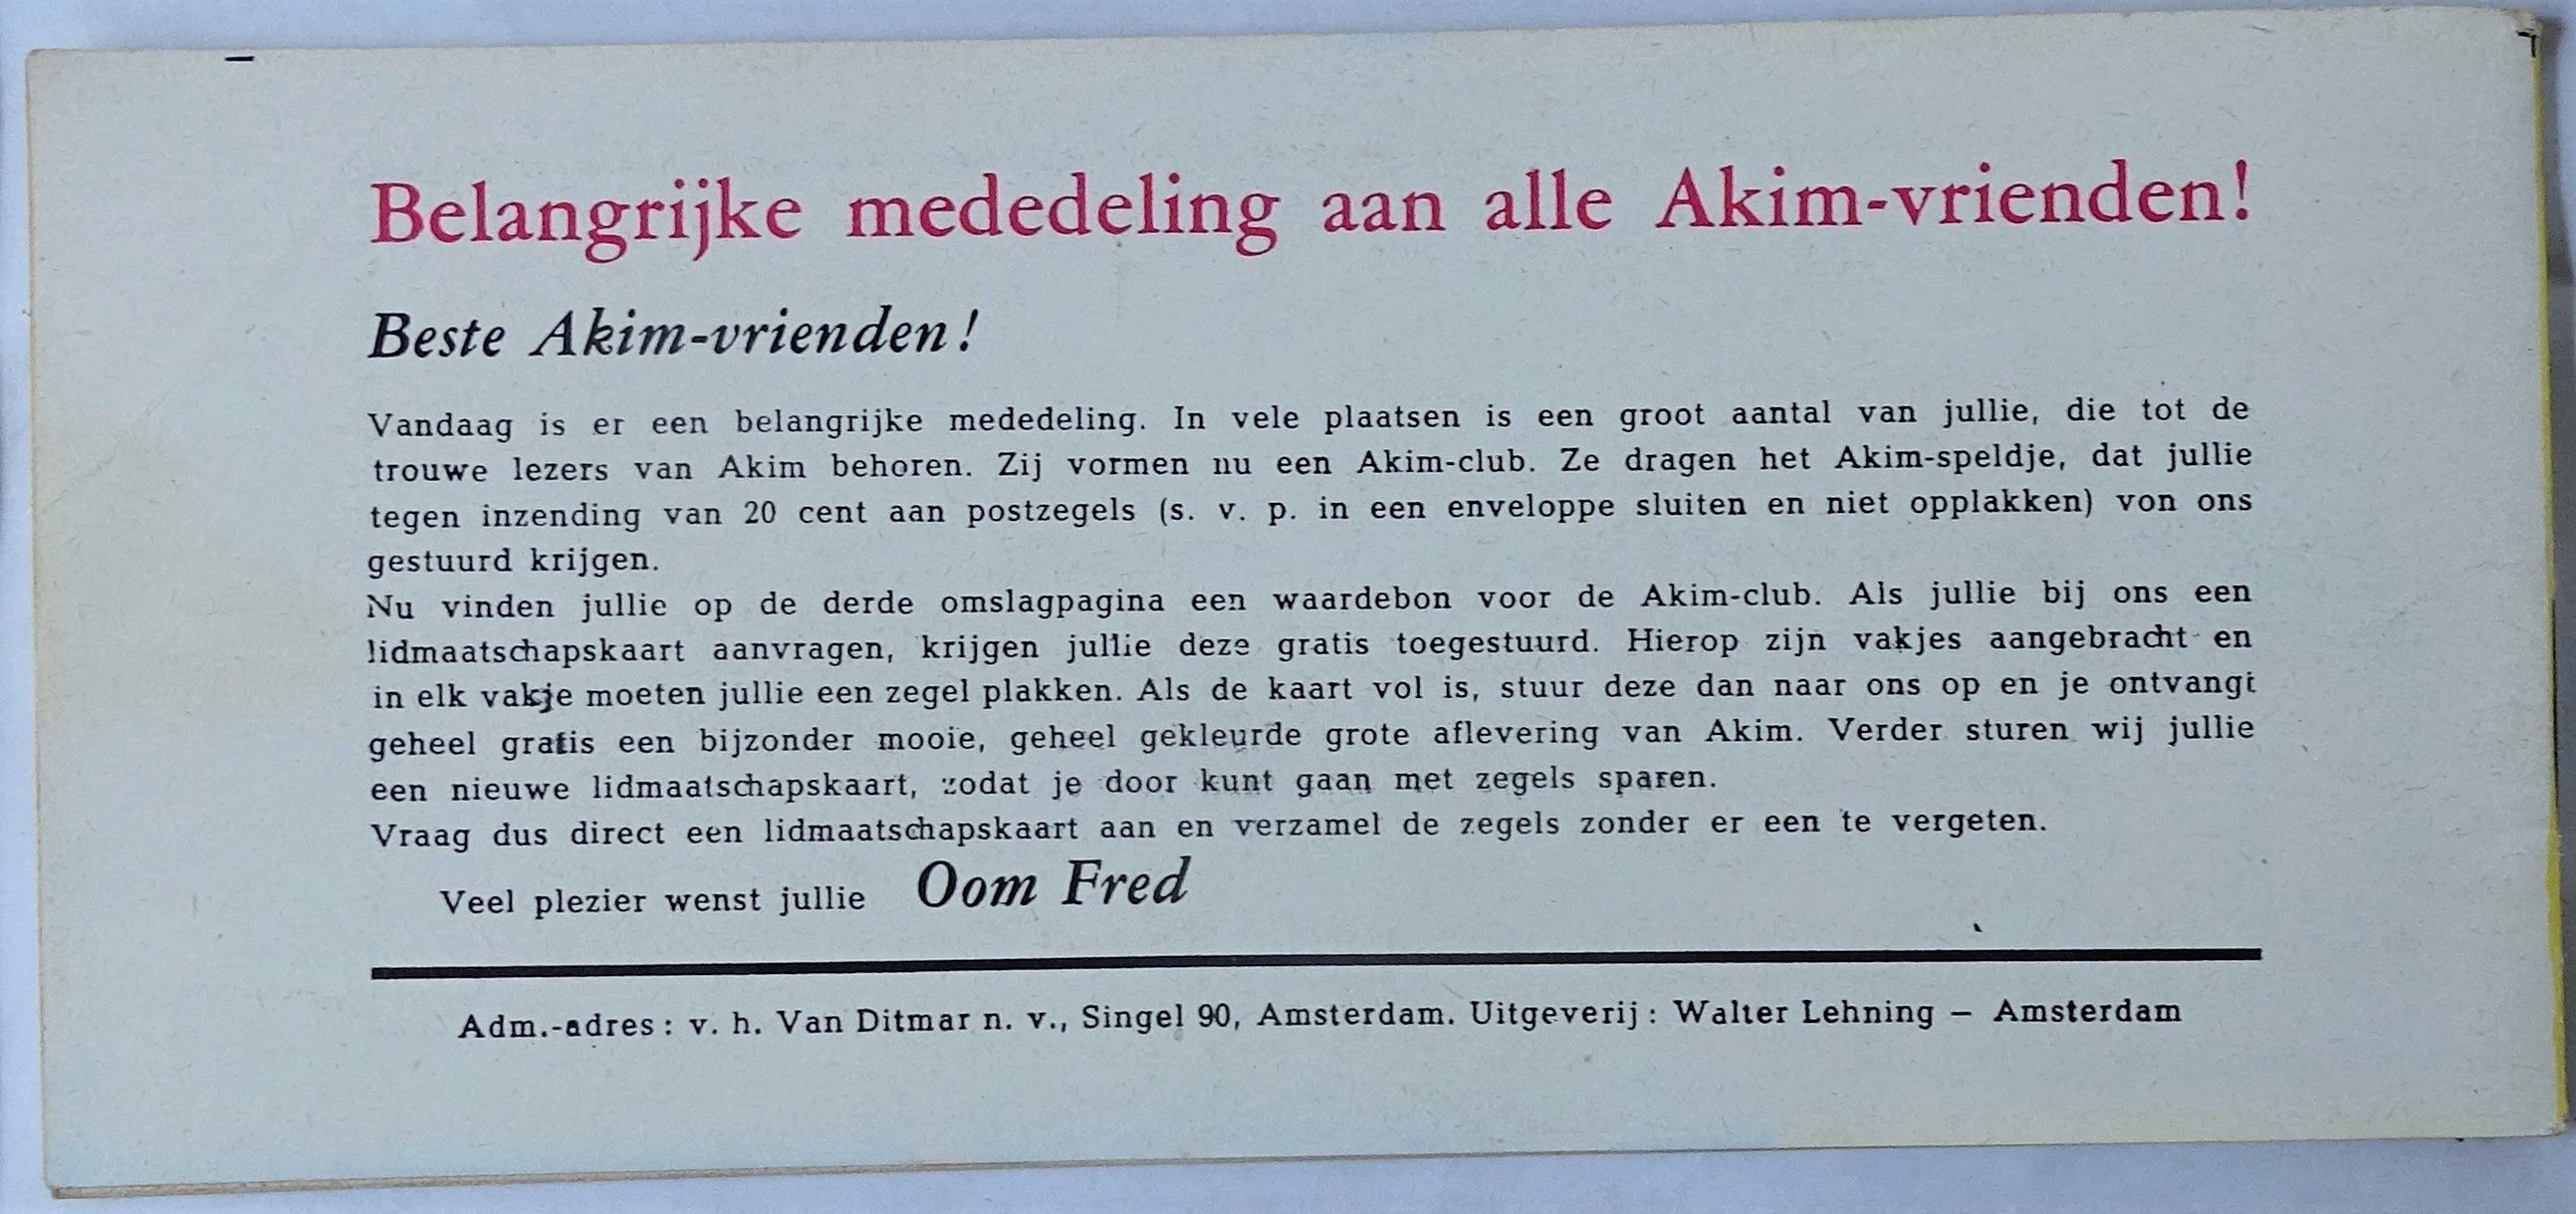 Belangrijke mededeling aan alle Akim-vrienden!
Beste Akim-vrienden!
Vandaag is er een belangrijke mededeling. In vele plaatsen is een groot aantal van jullie, die tot de
trouwe lezers van Akim behoren. Zij vormen nu een Akim-club. Ze dragen het Akim-speldje, dat jullie
tegen inzending van 20 cent aan postzegels (s. v. p. in een enveloppe sluiten en niet opplakken) von ons
gestuurd krijgen.
Nu vinden jullie op de derde omslagpagina een waardebon voor de Akim-club. Als jullie bij ons een
lidmaatschapskaart aanvragen, krijgen jullie deze gratis toegestuurd. Hierop zijn vakjes aangebracht en
in elk vakje moeten jullie een zegel plakken. Als de kaart vol is, stuur deze dan naar ons op en je ontvangt
geheel gratis een bijzonder mooie, geheel gekleurde grote aflevering van Akim. Verder sturen wij jullie
een nieuwe lidmaatschapskaart, zodat je door kunt gaan met zegels sparen.
Vraag dus direct een lidmaatschapskaart aan en verzamel de zegels zonder er een te vergeten.
Veel plezier wenst jullie Oom Fred
Adm.-adres: v. h. Van Ditmar n. v., Singel 90, Amsterdam. Uitgeverij: Walter Lehning – Amsterdam